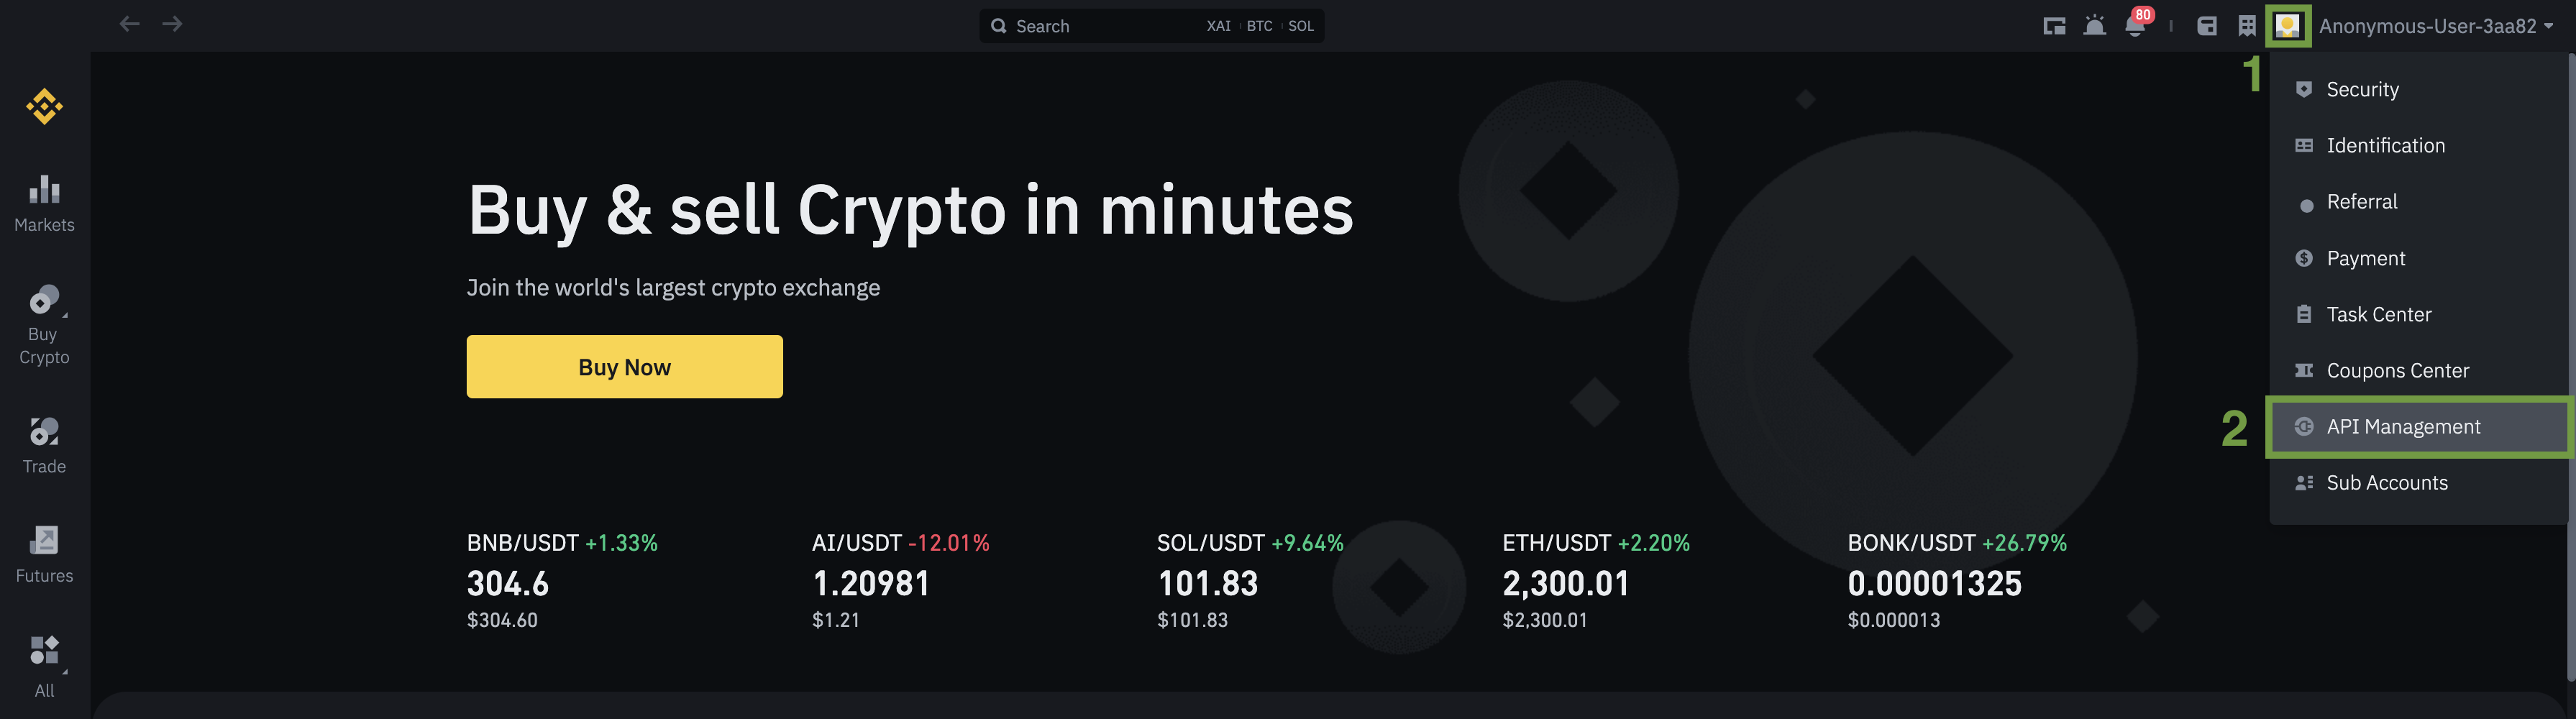 Search XAI BTC SOL
80
Anonymous-User-3aa82
1
Security
Identification
Referral
Payment
Task Center
Coupons Center
2
API Management
Sub Accounts
Markets
Buy
Crypto
Trade
Futures
All
Buy & sell Crypto in minutes
Join the world's largest crypto exchange
Buy Now
BNB/USDT +1.33%
304.6
$304.60
AI/USDT -12.01%
1.20981
$1.21
SOL/USDT +9.64%
101.83
$101.83
ETH/USDT +2.20%
2,300.01
$2,300.01
BONK/USDT +26.79%
0.00001325
$0.000013